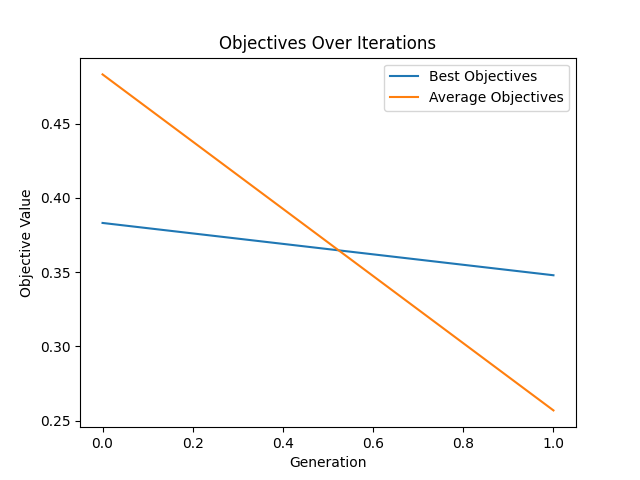 Objectives Over Iterations
Best Objectives
Average Objectives
Objective Value
0.45
0.40
0.35
0.30
0.25
0.0 0.2 0.4 0.6 0.8 1.0
Generation